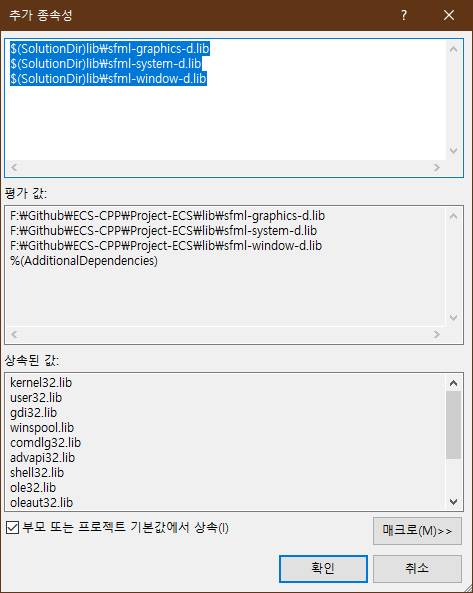 추가 종속성
?
$(SolutionDir)lib₩sfml-graphics-d.lib
$(SolutionDir)lib₩sfml-system-d.lib
$(SolutionDir)lib₩sfml-window-d.lib
평가 값:
F:₩Github₩ECS-CPP₩Project-ECS₩lib₩sfml-graphics-d.lib
F:₩Github₩ECS-CPP₩Project-ECS₩lib₩sfml-system-d.lib
F:₩Github₩ECS-CPP₩Project-ECS₩lib₩sfml-window-d.lib
%(AdditionalDependencies)
상속된 값:
kernel32.lib
user32.lib
gdi32.lib
winspool.lib
comdlg32.lib
advapi32.lib
shell32.lib
ole32.lib
oleaut32.lib
부모 또는 프로젝트 기본값에서 상속(I)
매크로(M)>>
확인
취소